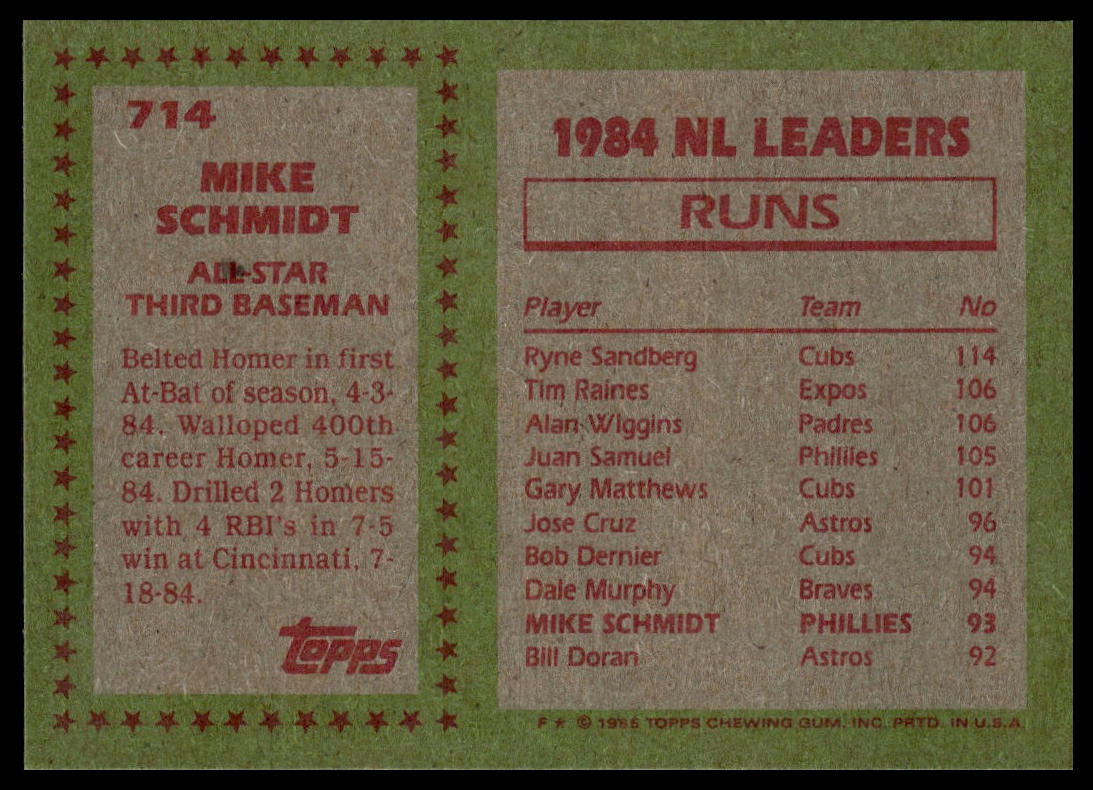 714
MIKE
SCHMIDT
ALL-STAR
THIRD BASEMAN
Belted Homer in first
At-Bat of season, 4-3-
84. Walloped 400th
career Homer, 5-15-
84. Drilled 2 Homers
with 4 RBI's in 7-5
win at Cincinnati, 7-
18-84.
topps
1984 NL LEADERS
RUNS
Player Team No
Ryne Sandberg Cubs 114
Tim Raines Expos 106
Alan Wiggins Padres 106
Juan Samuel Phillies 105
Gary Matthews Cubs 101
Jose Cruz Astros 96
Bob Dernier Cubs 94
Dale Murphy Braves 94
MIKE SCHMIDT PHILLIES 93
Bill Doran Astros 92
F ★ © 1985 TOPPS CHEWING GUM, INC. PRTD. IN U.S.A.